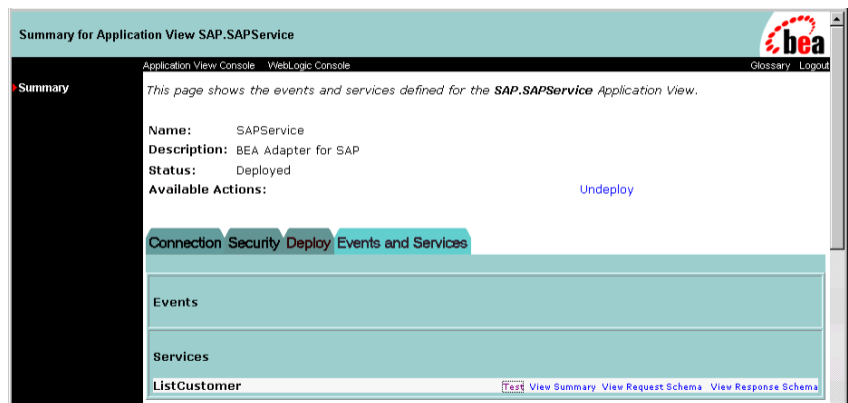 Summary for Application View SAP.SAPService
bea
Application View Console WebLogic Console Glossary Logout
Summary
This page shows the events and services defined for the SAP.SAPService Application View.
Name: SAPService
Description: BEA Adapter for SAP
Status: Deployed
Available Actions: Undeploy
Connection Security Deploy Events and Services
Events
Services
ListCustomer Test View Summary View Request Schema View Response Schema